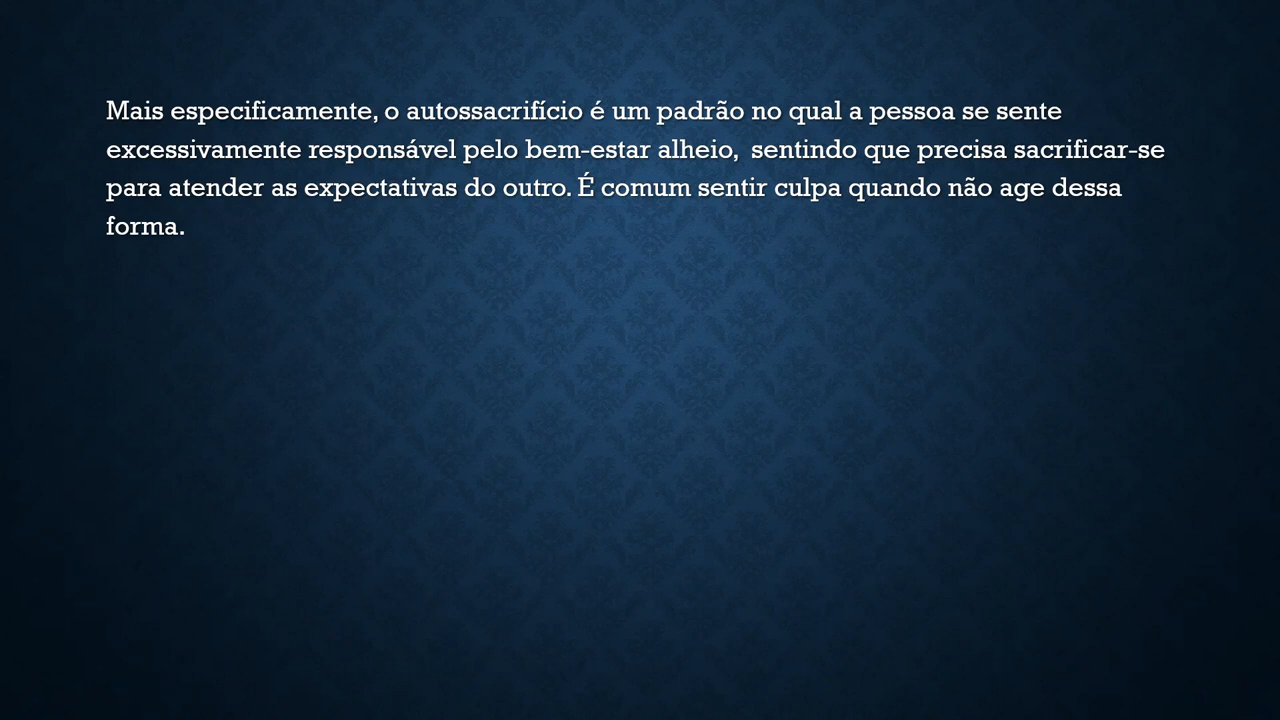 Mais especificamente, o autossacrifício é um padrão no qual a pessoa se sente
excessivamente responsável pelo bem-estar alheio,  sentindo que precisa sacrificar-se
para atender as expectativas do outro. É comum sentir culpa quando não age dessa
forma.